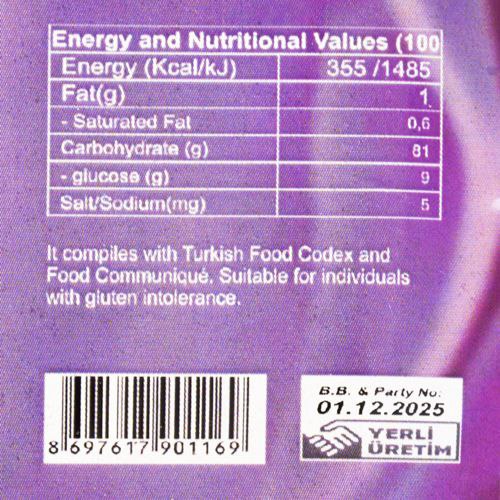 Energy and Nutritional Values (100
Energy (Kcal/kJ) 355 /1485
Fat(g) 1
- Saturated Fat 0,6
Carbohydrate (g) 81
- glucose (g) 9
Salt/Sodium(mg) 5
It compiles with Turkish Food Codex and
Food Communiqué. Suitable for individuals
with gluten intolerance.
8 697617 901169
B.B. & Party No:
01.12.2025
YERLİ
ÜRETİM